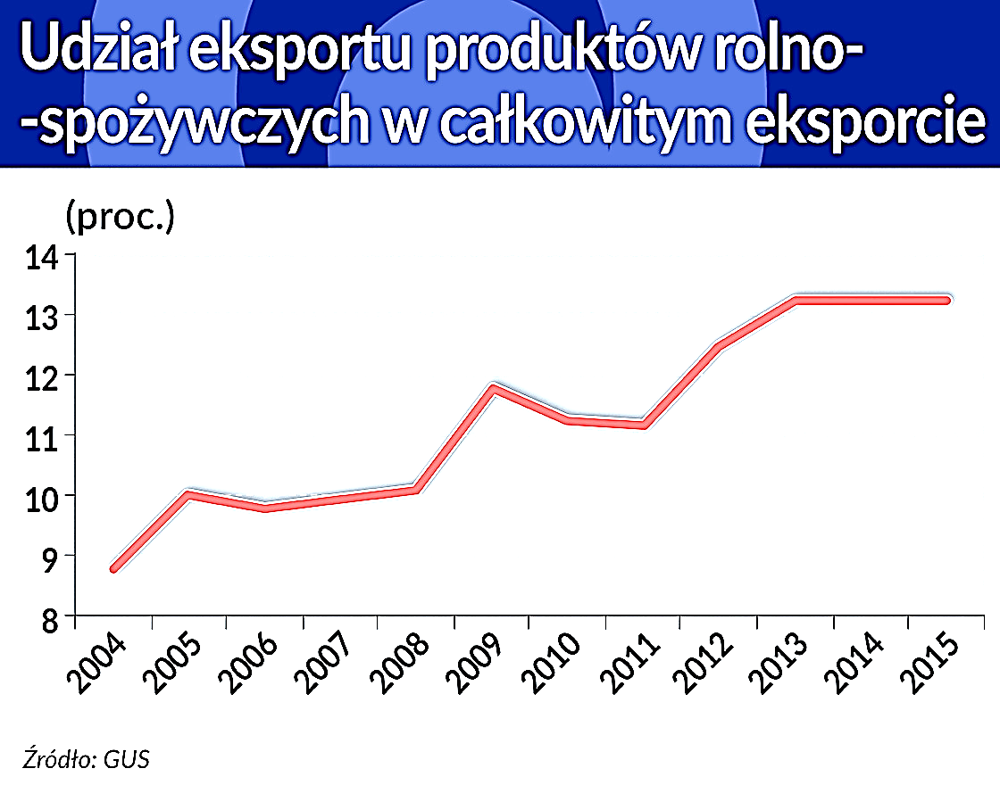 Udział eksportu produktów rolno-
-spożywczych w całkowitym eksporcie
(proc.)
14
13
12
11
10
9
8
2004 2005 2006 2007 2008 2009 2010 2011 2012 2013 2014 2015
Źródło: GUS